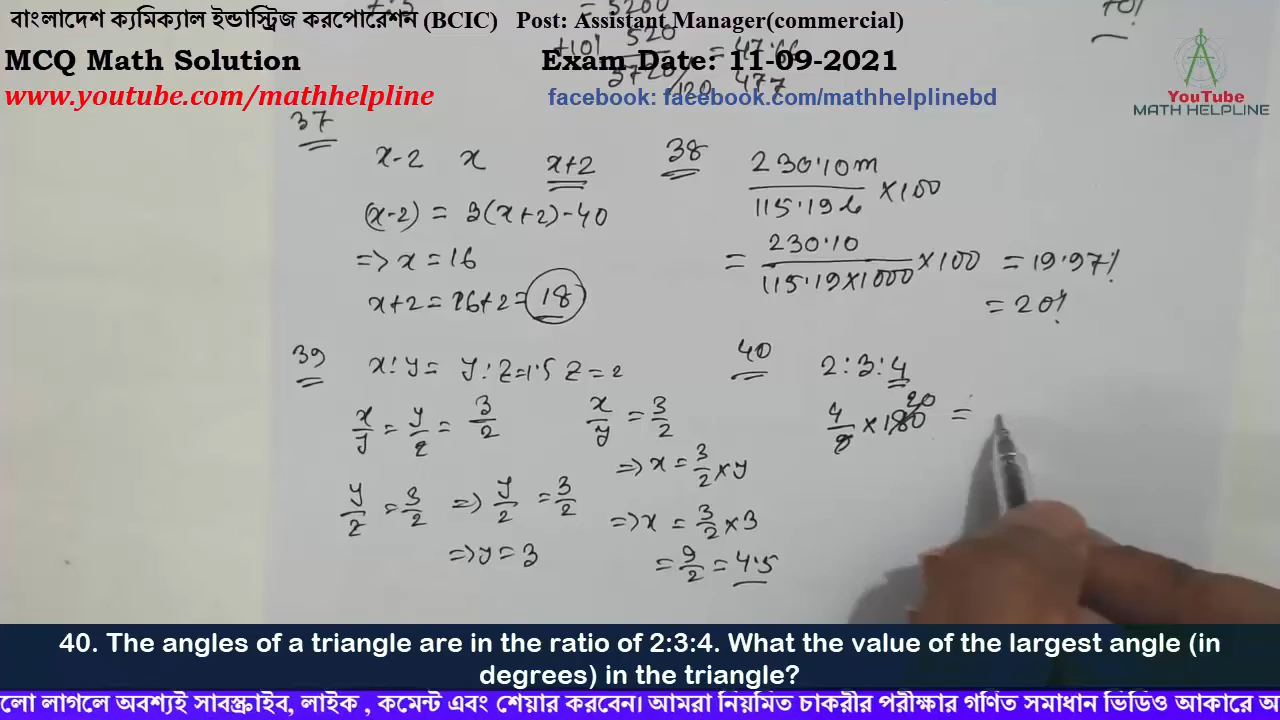 বাংলাদেশ ক্যমিক্যাল ইন্ডাস্ট্রিজ করপোরেশন (BCIC) Post: Assistant Manager(commercial)
MCQ Math Solution Exam Date: 11-09-2021
www.youtube.com/mathhelpline facebook: facebook.com/mathhelplinebd
YouTube
MATH HELPLINE
37
x-2 x x+2
(x-2) = 3(x+2)-40
=> x = 16
x+2 = 16+2 = 18
38
230.10 m
115.19 × 100
= 230.10 / 115.19×1000 ×100 = 19.97%
= 20%
39
x:y = y:z = 1.5 z = 2
x/y = y/z = 3/2
y/z = 3/2 => y/2 = 3/2
=> y = 3
x/y = 3/2
=> x = 3/2 × y
=> x = 3/2 × 3
= 9/2 = 4.5
40
2:3:4
4/9 × 180 =
20
40. The angles of a triangle are in the ratio of 2:3:4. What the value of the largest angle (in
degrees) in the triangle?
লো লাগলে অবশ্যই সাবস্ক্রাইব, লাইক , কমেন্ট এবং শেয়ার করবেন। আমরা নিয়মিত চাকরীর পরীক্ষার গণিত সমাধান ভিডিও আকারে আ